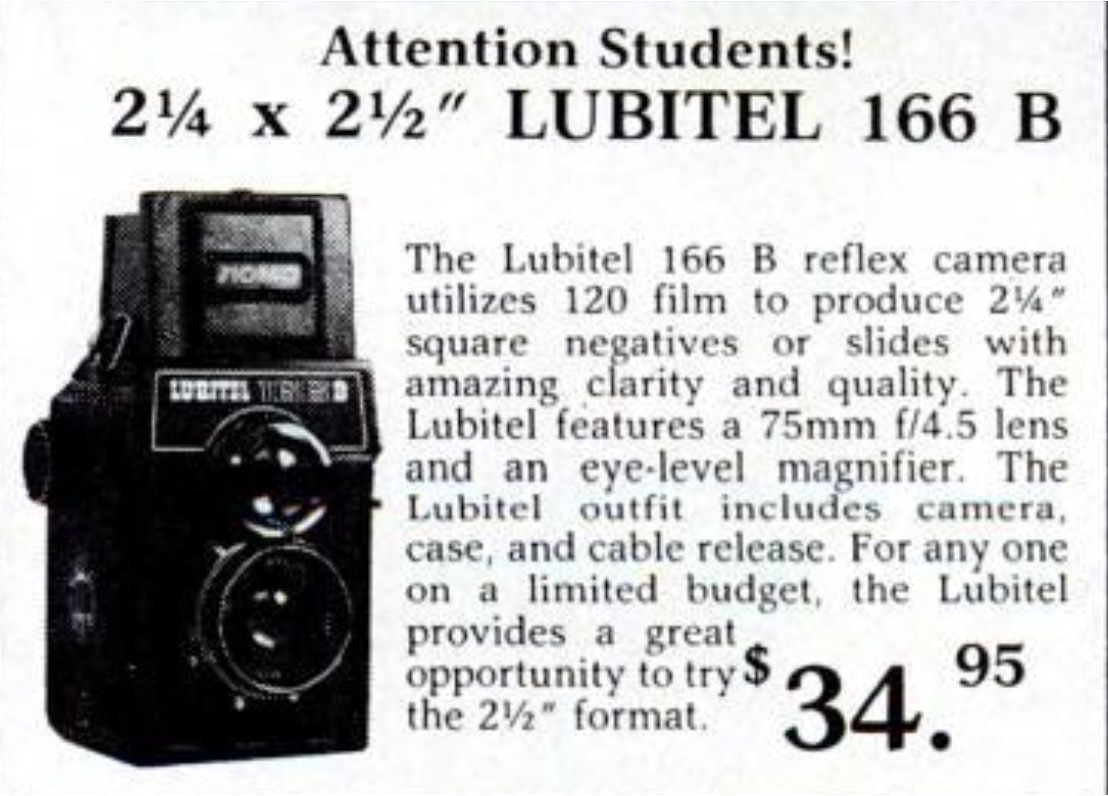 Attention Students!
2¼ x 2½" LUBITEL 166 B
ЛОМО
LUBITEL 166 B
The Lubitel 166 B reflex camera
utilizes 120 film to produce 2¼"
square negatives or slides with
amazing clarity and quality. The
Lubitel features a 75mm f/4.5 lens
and an eye-level magnifier. The
Lubitel outfit includes camera,
case, and cable release. For any one
on a limited budget, the Lubitel
provides a great
opportunity to try
the 2½" format.
$34.95